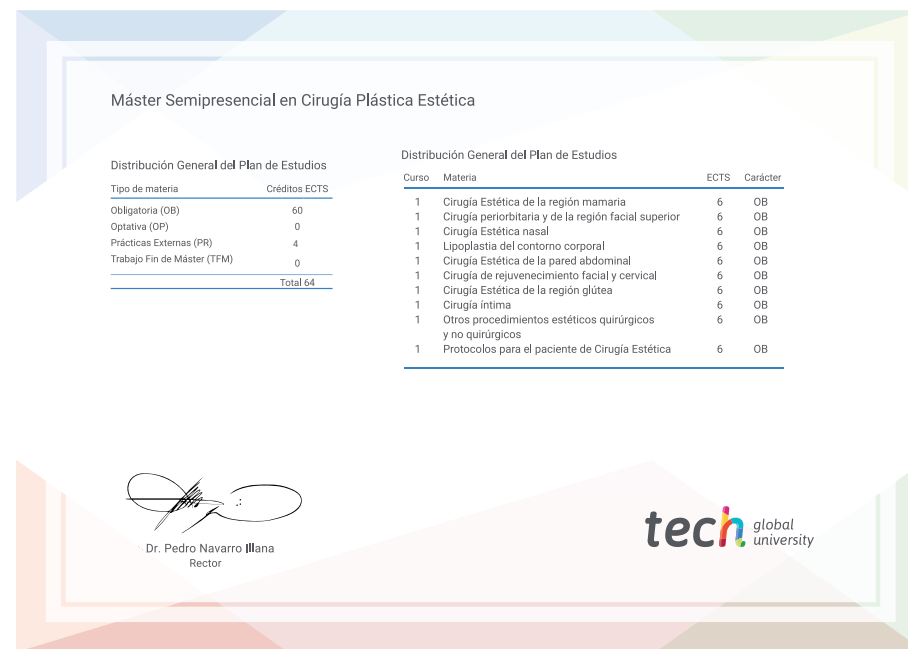 Máster Semipresencial en Cirugía Plástica Estética
Distribución General del Plan de Estudios
Tipo de materia Créditos ECTS
Obligatoria (OB) 60
Optativa (OP) 0
Prácticas Externas (PR) 4
Trabajo Fin de Máster (TFM) 0
Total 64
Distribución General del Plan de Estudios
Curso Materia ECTS Carácter
1 Cirugía Estética de la región mamaria 6 OB
1 Cirugía periorbitaria y de la región facial superior 6 OB
1 Cirugía Estética nasal 6 OB
1 Lipoplastia del contorno corporal 6 OB
1 Cirugía Estética de la pared abdominal 6 OB
1 Cirugía de rejuvenecimiento facial y cervical 6 OB
1 Cirugía Estética de la región glútea 6 OB
1 Cirugía íntima 6 OB
1 Otros procedimientos estéticos quirúrgicos 6 OB
y no quirúrgicos
1 Protocolos para el paciente de Cirugía Estética 6 OB
Dr. Pedro Navarro Illana
Rector
tech global
university